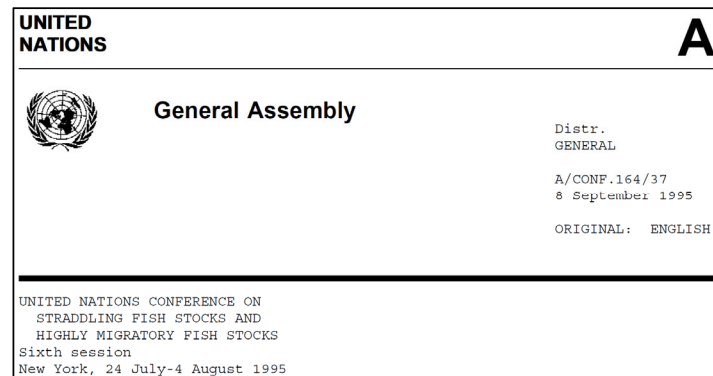 UNITED
NATIONS
A
General Assembly
Distr.
GENERAL
A/CONF.164/37
8 September 1995
ORIGINAL: ENGLISH
UNITED NATIONS CONFERENCE ON
STRADDLING FISH STOCKS AND
HIGHLY MIGRATORY FISH STOCKS
Sixth session
New York, 24 July-4 August 1995